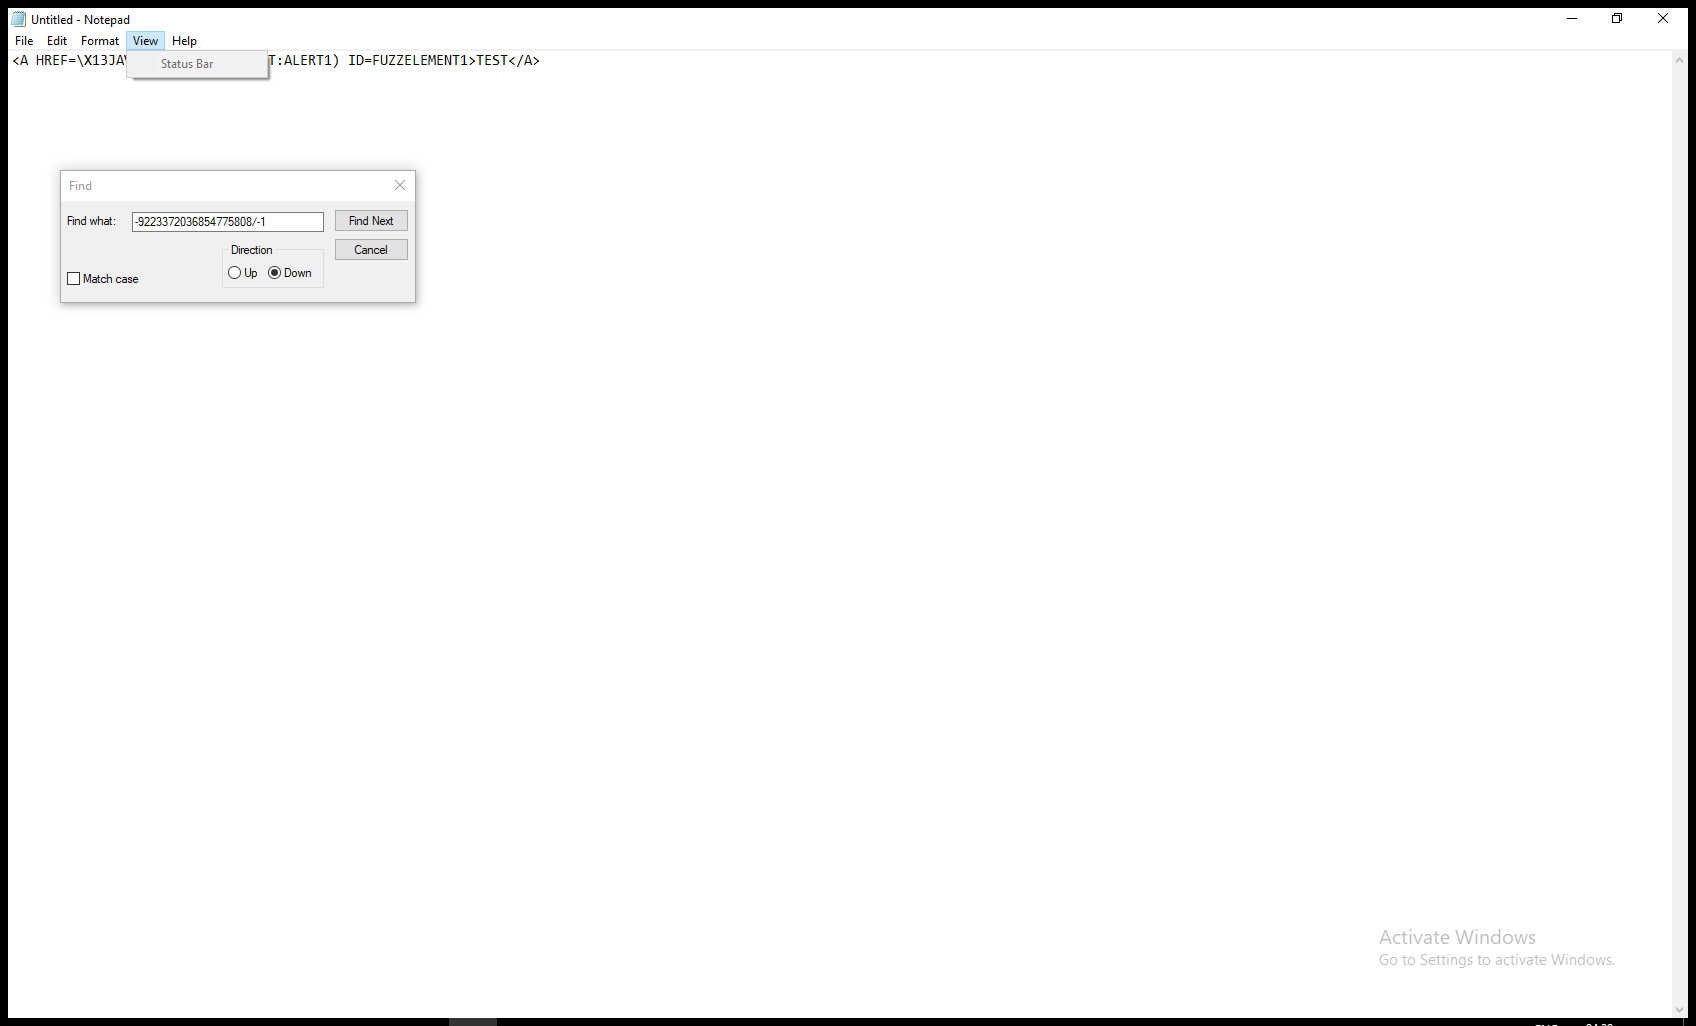 Untitled - Notepad
File Edit Format View Help
<A HREF=\X13JA T:ALERT1) ID=FUZZELEMENT1>TEST</A>
Status Bar
Find
Find what: -9223372036854775808/-1 Find Next
Direction Cancel
Up Down
Match case
Activate Windows
Go to Settings to activate Windows.